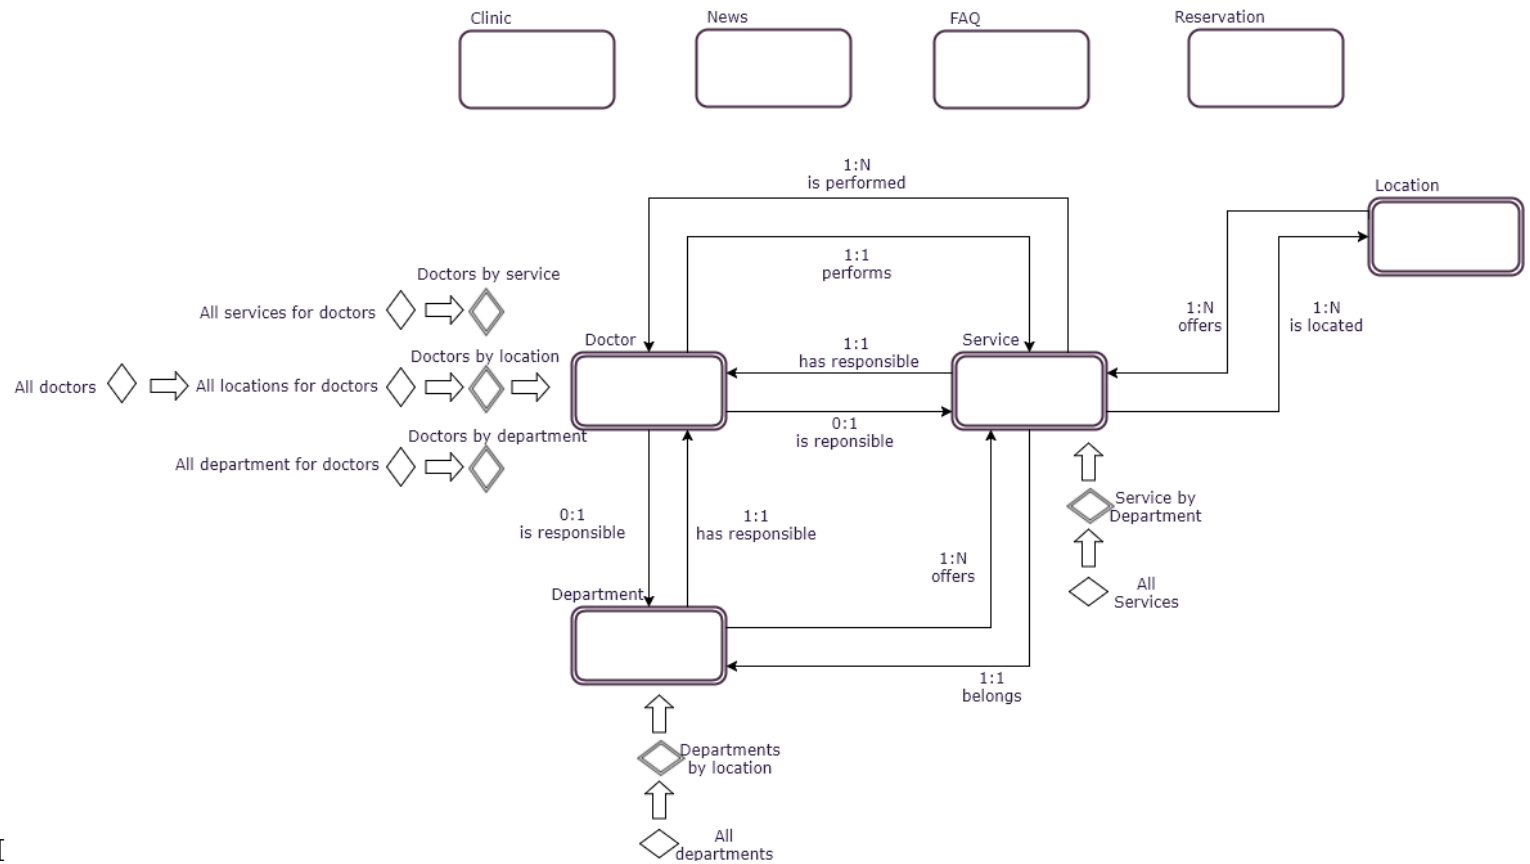 Clinic
News
FAQ
Reservation
1:N
is performed
Location
1:1
performs
Doctors by service
All services for doctors
1:N
offers
1:N
is located
Doctor
Service
1:1
has responsible
Doctors by location
All doctors
All locations for doctors
0:1
is reponsible
Doctors by department
All department for doctors
0:1
is responsible
1:1
has responsible
Service by
Department
1:N
offers
All
Services
Department
1:1
belongs
Departments
by location
All
departments